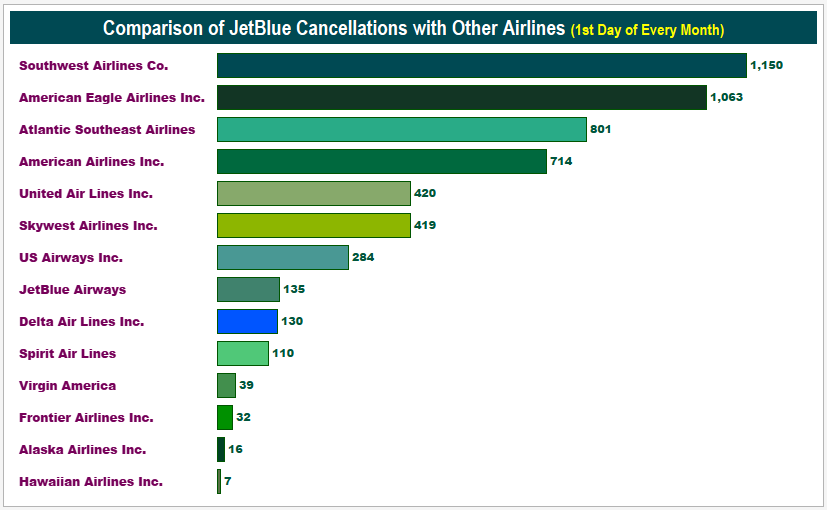 Comparison of JetBlue Cancellations with Other Airlines (1st Day of Every Month)
Southwest Airlines Co. 1,150
American Eagle Airlines Inc. 1,063
Atlantic Southeast Airlines 801
American Airlines Inc. 714
United Air Lines Inc. 420
Skywest Airlines Inc. 419
US Airways Inc. 284
JetBlue Airways 135
Delta Air Lines Inc. 130
Spirit Air Lines 110
Virgin America 39
Frontier Airlines Inc. 32
Alaska Airlines Inc. 16
Hawaiian Airlines Inc. 7